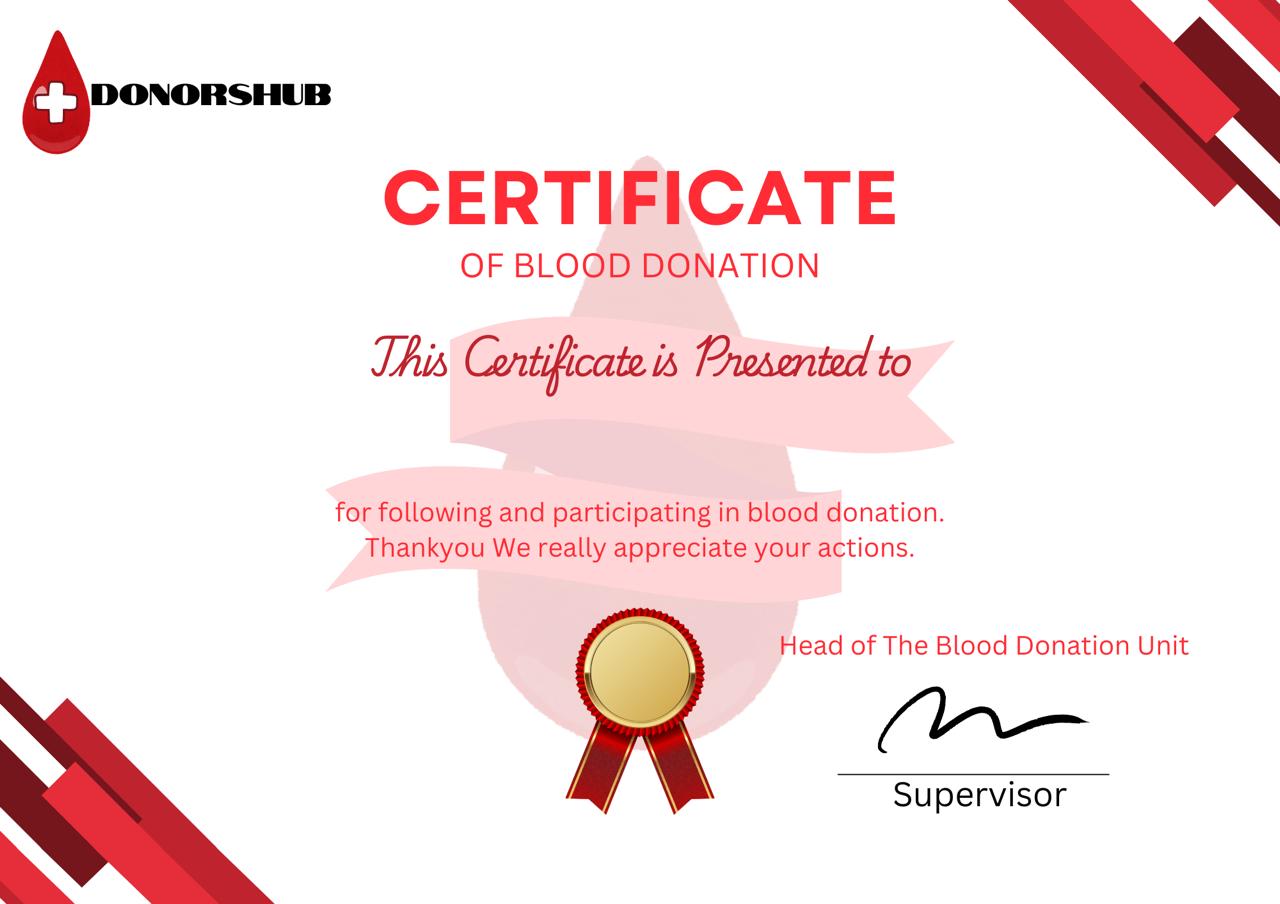 DONORSHUB
CERTIFICATE
OF BLOOD DONATION
This Certificate is Presented to
for following and participating in blood donation.
Thankyou We really appreciate your actions.
Head of The Blood Donation Unit
Supervisor